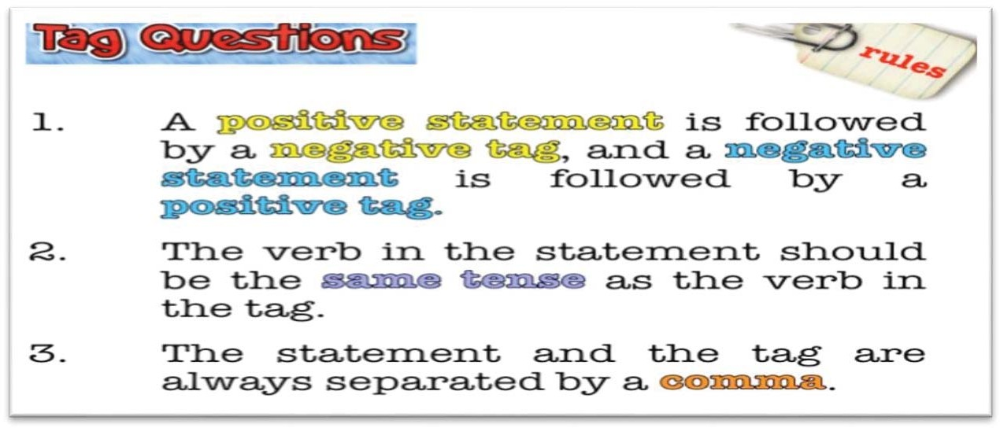 Tag Questions
rules
1. A positive statement is followed
by a negative tag, and a negative
statement is followed by a
positive tag.
2. The verb in the statement should
be the same tense as the verb in
the tag.
3. The statement and the tag are
always separated by a comma.